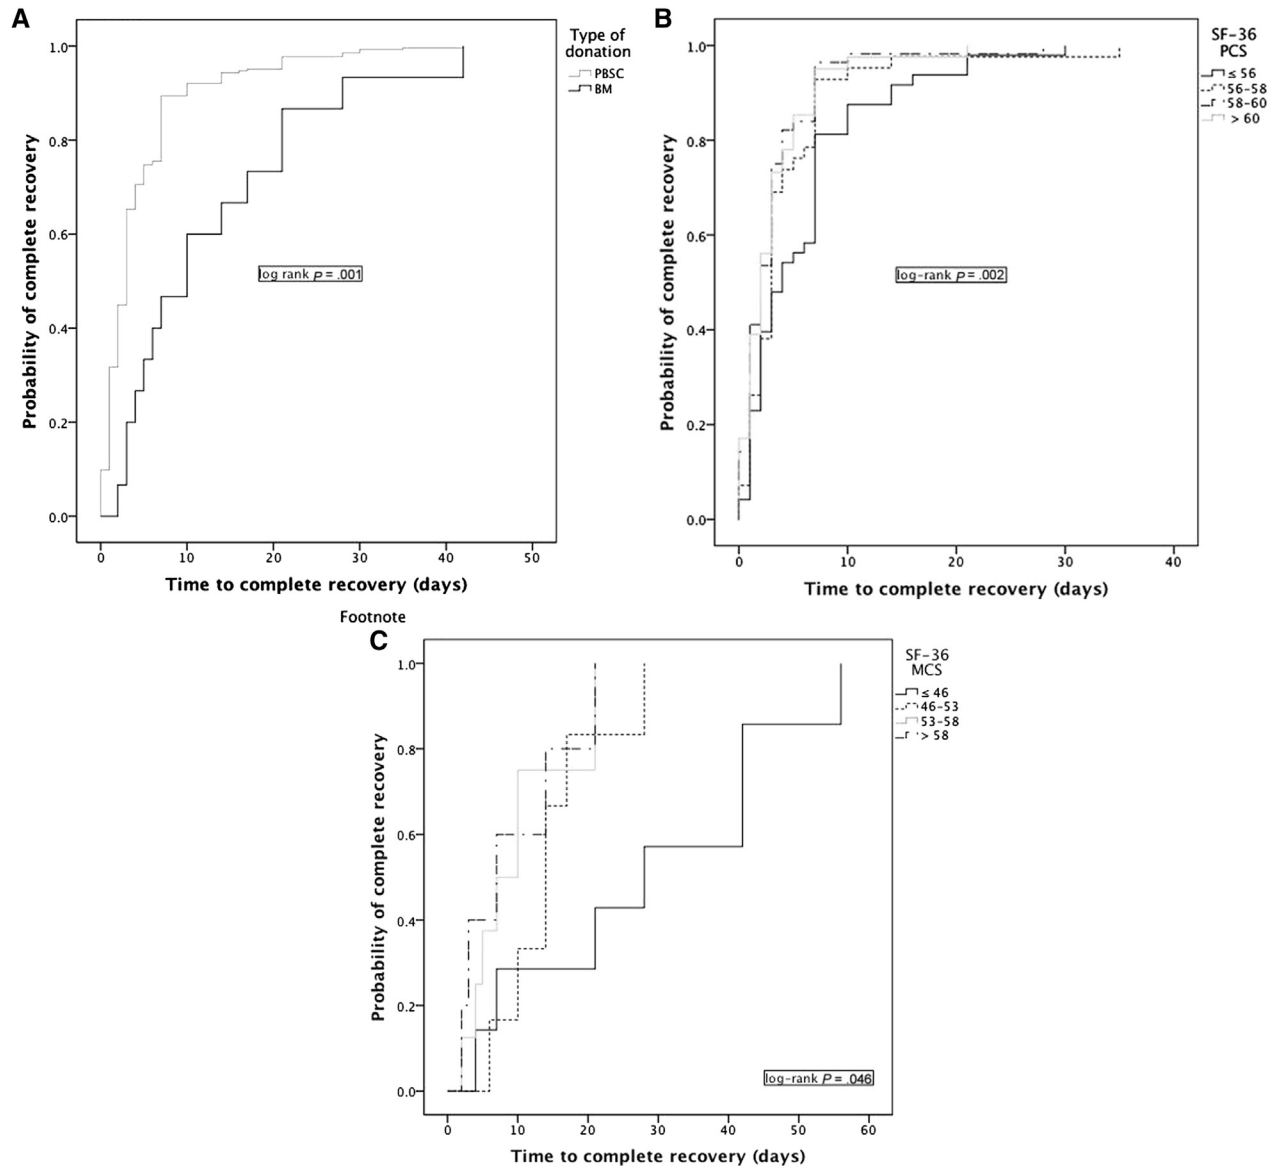 A
Type of
donation
PBSC
BM
Probability of complete recovery
1.0
0.8
0.6
0.4
0.2
0.0
log rank P = .001
0 10 20 30 40 50
Time to complete recovery (days)
Footnote
B
SF-36
PCS
≤ 56
56-58
58-60
> 60
Probability of complete recovery
1.0
0.8
0.6
0.4
0.2
0.0
log-rank P = .002
0 10 20 30 40
Time to complete recovery (days)
C
SF-36
MCS
≤ 46
46-53
53-58
> 58
Probability of complete recovery
1.0
0.8
0.6
0.4
0.2
0.0
log-rank P = .046
0 10 20 30 40 50 60
Time to complete recovery (days)